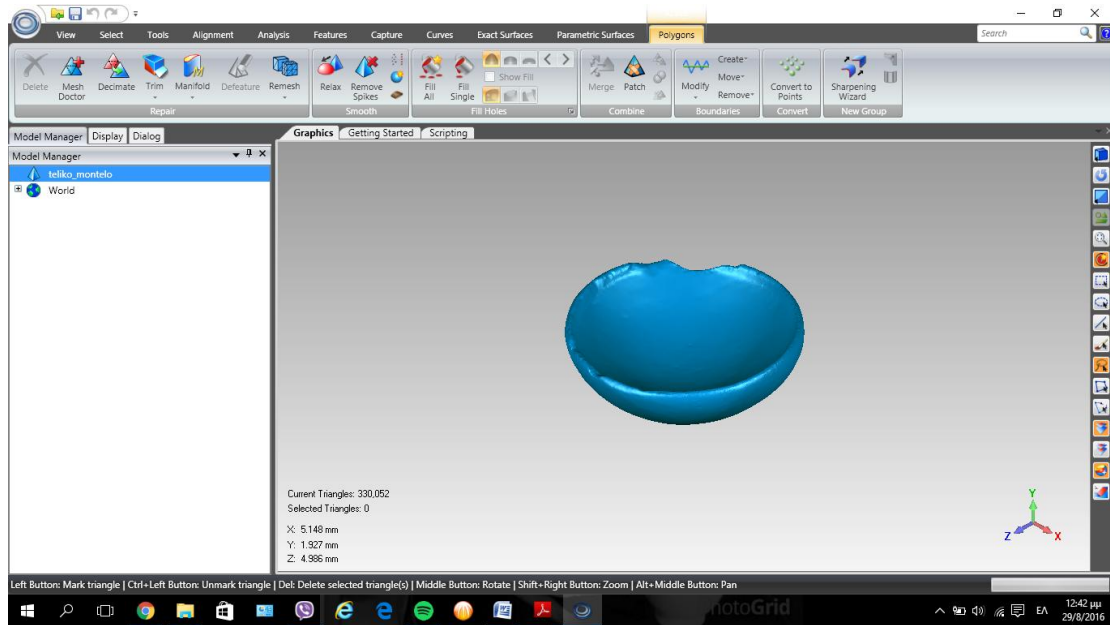 View Select Tools Alignment Analysis Features Capture Curves Exact Surfaces Parametric Surfaces Polygons Search
Delete Mesh Doctor Decimate Trim Manifold Defeature Remesh
Repair
Relax Remove Spikes
Smooth
Fill All Fill Single Show Fill
Fill Holes
Merge Patch
Combine
Modify Create Move Remove
Boundaries
Convert to Points
Convert
Sharpening Wizard
New Group
Model Manager Display Dialog
Graphics Getting Started Scripting
Model Manager
teliko_montelo
World
Current Triangles: 330,052
Selected Triangles: 0
X: 5.148 mm
Y: 1.927 mm
Z: 4.986 mm
Y
Z X
Left Button: Mark triangle | Ctrl+Left Button: Unmark triangle | Del: Delete selected triangle(s) | Middle Button: Rotate | Shift+Right Button: Zoom | Alt+Middle Button: Pan
hotoGrid
ΕΛ 12:42 μμ
29/8/2016